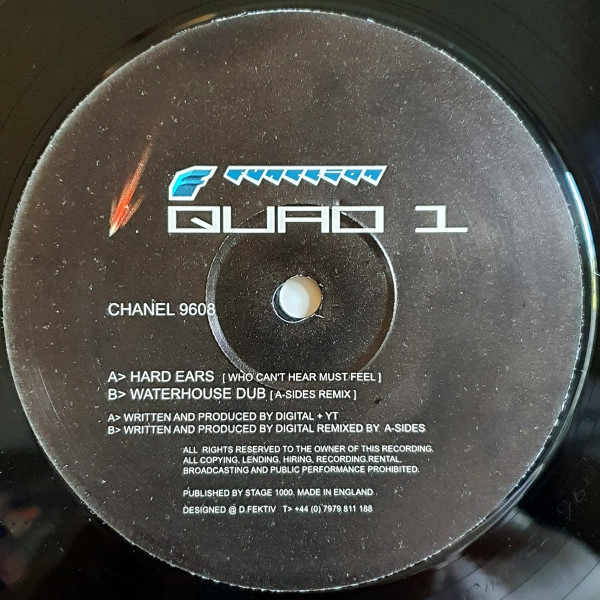 F FUNCTION
QUAD 1
CHANEL 9608
A> HARD EARS [ WHO CAN'T HEAR MUST FEEL ]
B> WATERHOUSE DUB [ A-SIDES REMIX ]
A> WRITTEN AND PRODUCED BY DIGITAL + YT
B> WRITTEN AND PRODUCED BY DIGITAL REMIXED BY A-SIDES
ALL RIGHTS RESERVED TO THE OWNER OF THIS RECORDING.
ALL COPYING, LENDING, HIRING, RECORDING,RENTAL,
BROADCASTING AND PUBLIC PERFORMANCE PROHIBITED.
PUBLISHED BY STAGE 1000. MADE IN ENGLAND .
DESIGNED @ D.FEKTIV T> +44 (0) 7979 811 188